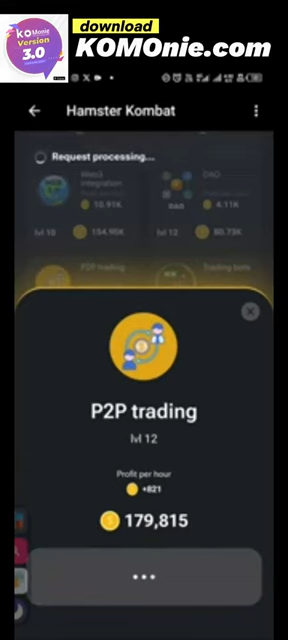 download
KOMOnie.com
KoMonie
Version
3.0
Hamster Kombat
Request processing...
Web3
integration
DAO
10.91K
4.11K
DAO
lvl 10
154.95K
lvl 12
80.73K
P2P trading
Trading bots
P2P trading
lvl 12
Profit per hour
+821
179,815
...